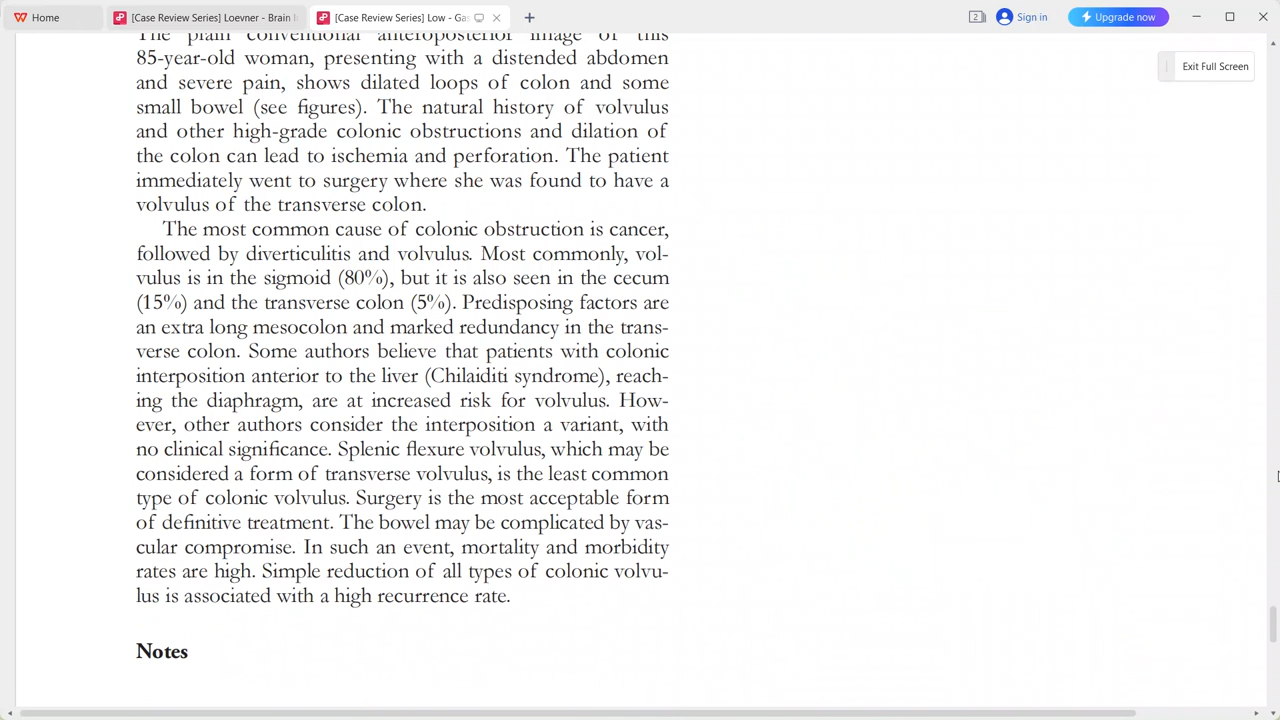 Home
[Case Review Series] Loevner - Brain I
[Case Review Series] Low - Gas
2
Sign in
Upgrade now
Exit Full Screen
The plain conventional anteroposterior image of this
85-year-old woman, presenting with a distended abdomen
and severe pain, shows dilated loops of colon and some
small bowel (see figures). The natural history of volvulus
and other high-grade colonic obstructions and dilation of
the colon can lead to ischemia and perforation. The patient
immediately went to surgery where she was found to have a
volvulus of the transverse colon.
The most common cause of colonic obstruction is cancer,
followed by diverticulitis and volvulus. Most commonly, vol-
vulus is in the sigmoid (80%), but it is also seen in the cecum
(15%) and the transverse colon (5%). Predisposing factors are
an extra long mesocolon and marked redundancy in the trans-
verse colon. Some authors believe that patients with colonic
interposition anterior to the liver (Chilaiditi syndrome), reach-
ing the diaphragm, are at increased risk for volvulus. How-
ever, other authors consider the interposition a variant, with
no clinical significance. Splenic flexure volvulus, which may be
considered a form of transverse volvulus, is the least common
type of colonic volvulus. Surgery is the most acceptable form
of definitive treatment. The bowel may be complicated by vas-
cular compromise. In such an event, mortality and morbidity
rates are high. Simple reduction of all types of colonic volvu-
lus is associated with a high recurrence rate.
Notes